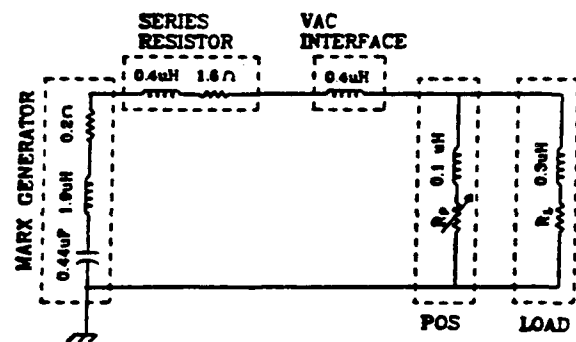 SERIES
RESISTOR
VAC
INTERFACE
0.4uH
1.6Ω
0.4uH
MARX GENERATOR
0.2Ω
1.9uH
0.44uF
0.1 uH
RP
0.3uH
RL
POS
LOAD